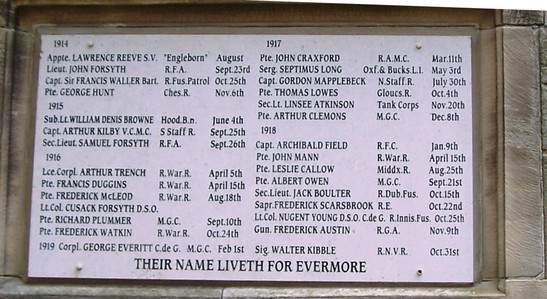 1914
Appte. LAWRENCE REEVE S.V. "Engleborn" August
Lieut. JOHN FORSYTH R.F.A. Sept.23rd
Capt. Sir FRANCIS WALLER Bart. R.Fus.Patrol Oct.25th
Pte. GEORGE HUNT Ches.R. Nov.6th
1915
Sub.Lt.WILLIAM DENIS BROWNE Hood.B.n. June 4th
Capt. ARTHUR KILBY V.C.M.C. S Staff R. Sept.25th
Sec.Lieut. SAMUEL FORSYTH R.F.A. Sept.26th
1916
Lce.Corpl. ARTHUR TRENCH R.War.R. April 5th
Pte. FRANCIS DUGGINS R.War.R. April 15th
Pte. FREDERICK McLEOD R.War.R. Aug.18th
Lt.Col. CUSACK FORSYTH D.S.O.
Pte. RICHARD PLUMMER M.G.C. Sept.10th
Pte. FREDERICK WATKIN R.War.R. Oct.24th
1919 Corpl. GEORGE EVERITT C.de G. M.G.C. Feb 1st
1917
Pte. JOHN CRAXFORD R.A.M.C. Mar.11th
Serg. SEPTIMUS LONG Oxf.& Bucks.L.I. May 3rd
Capt. GORDON MAPPLEBECK N.Staff.R. July 30th
Pte. THOMAS LOWES Gloucs.R. Oct.4th
Sec.Lt. LINSEE ATKINSON Tank Corps Nov.20th
Pte. ARTHUR CLEMONS M.G.C. Dec.8th
1918
Capt. ARCHIBALD FIELD R.F.C. Jan.9th
Pte. JOHN MANN R.War.R. April 15th
Pte. LESLIE CALLOW Middx.R. Aug.25th
Pte. ALBERT OWEN M.G.C. Sept.21st
Sec.Lieut. JACK BOULTER R.Dub.Fus. Oct.15th
Sapr.FREDERICK SCARSBROOK R.E. Oct.22nd
Lt.Col. NUGENT YOUNG D.S.O. C.de G. R.Innis.Fus. Oct.25th
Gun. FREDERICK AUSTIN R.G.A. Nov.9th
Sig. WALTER KIBBLE R.N.V.R. Oct.31st
THEIR NAME LIVETH FOR EVERMORE